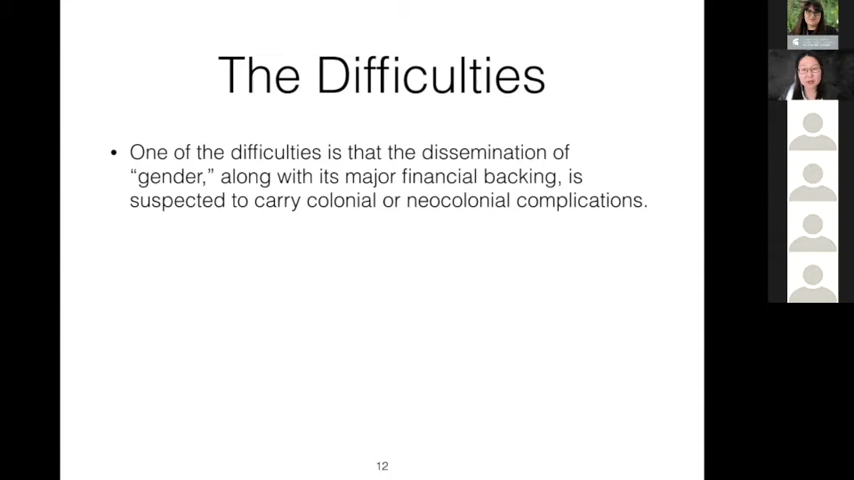 The Difficulties
• One of the difficulties is that the dissemination of
“gender,” along with its major financial backing, is
suspected to carry colonial or neocolonial complications.
12